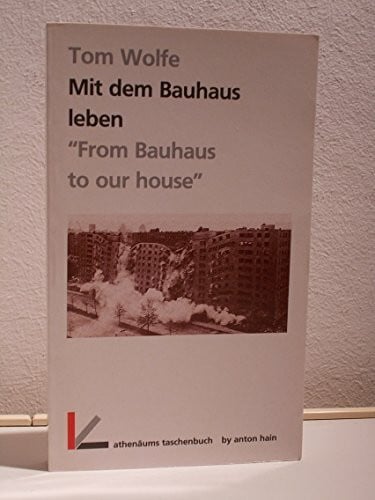 Tom Wolfe
Mit dem Bauhaus
leben
“From Bauhaus
to our house”
athenäums taschenbuch by anton hain